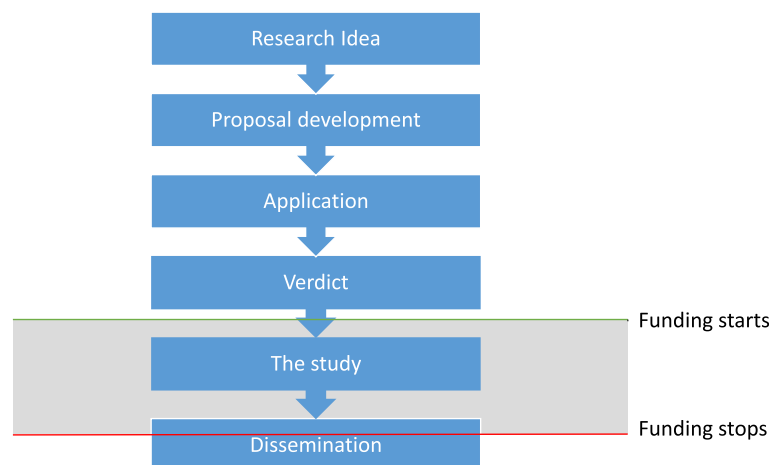 Research Idea
Proposal development
Application
Verdict
Funding starts
The study
Funding stops
Dissemination